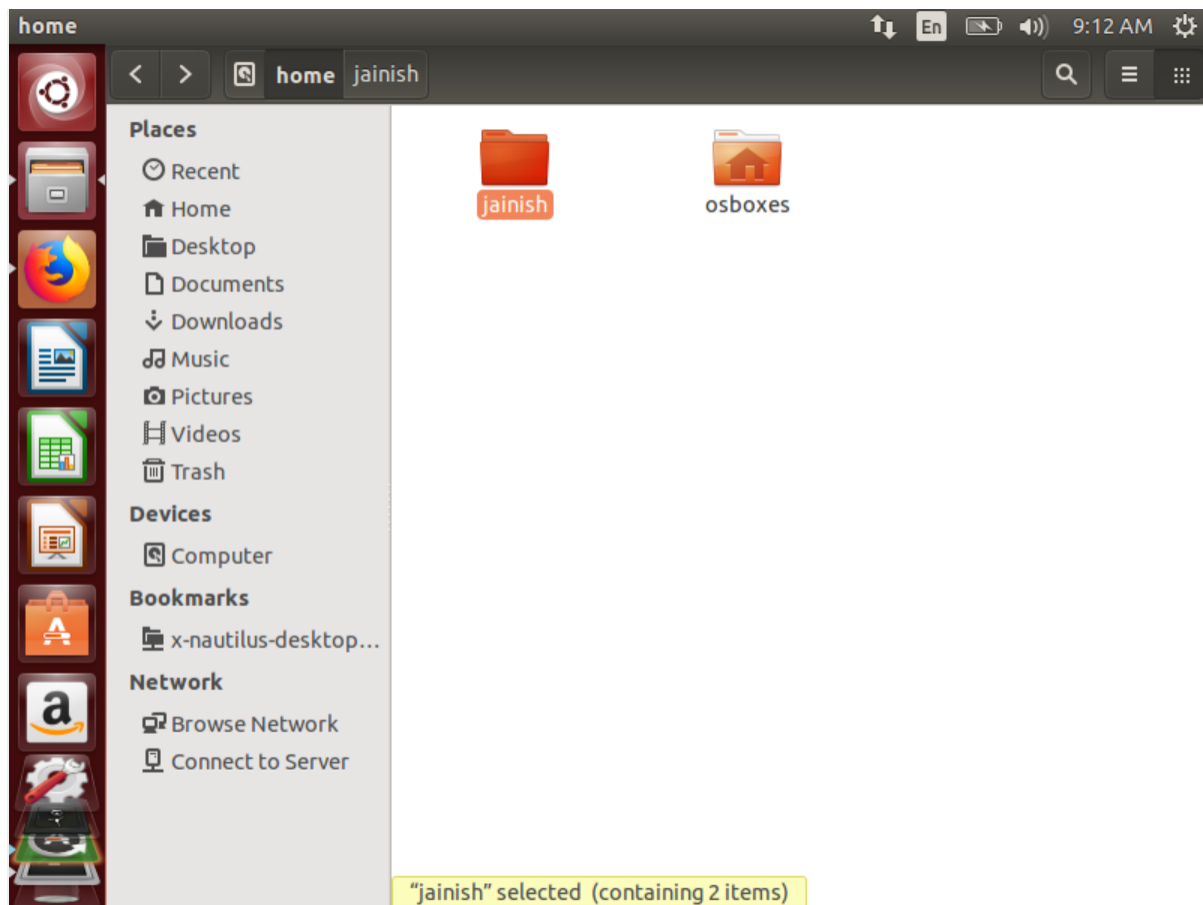 home En 9:12 AM
home jainish
Places
Recent
Home
Desktop
Documents
Downloads
Music
Pictures
Videos
Trash
Devices
Computer
Bookmarks
x-nautilus-desktop...
Network
Browse Network
Connect to Server
jainish osboxes
a
"jainish" selected (containing 2 items)